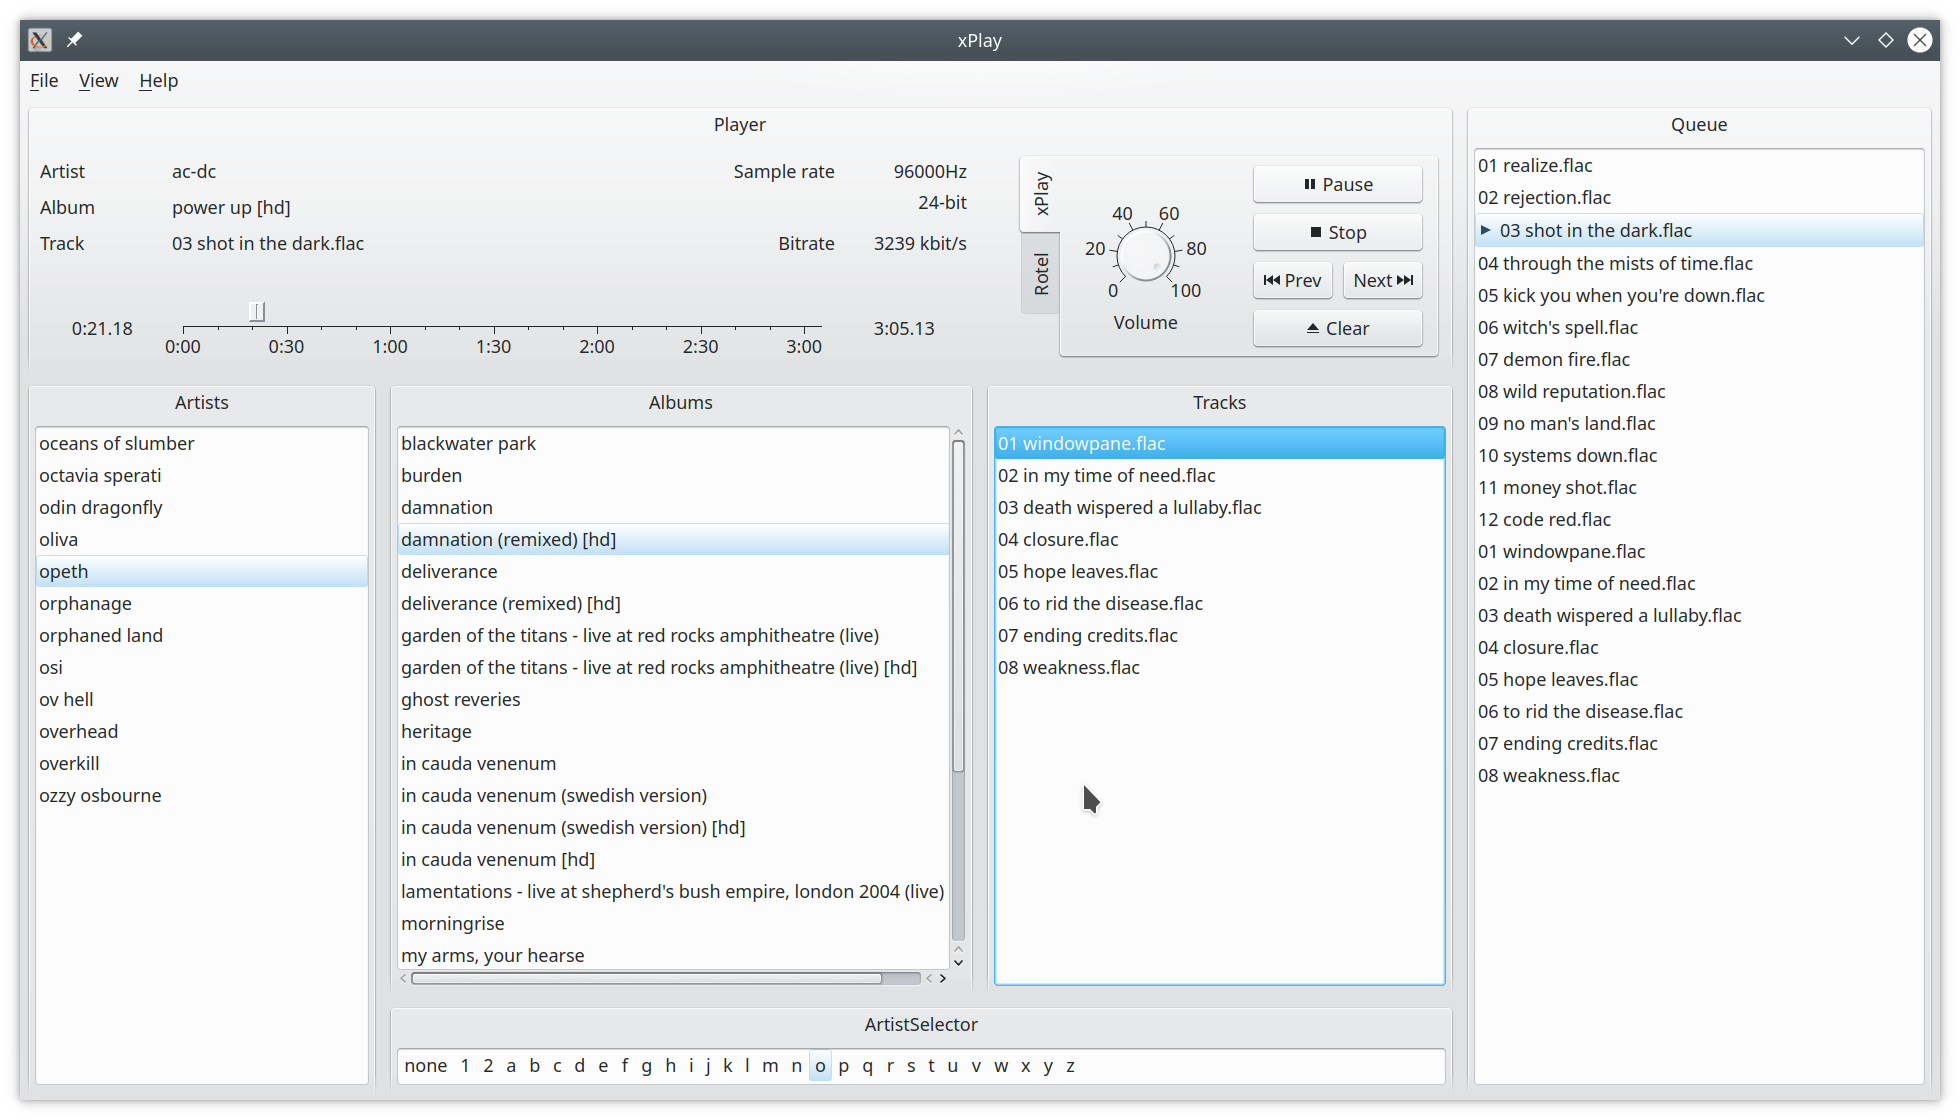 xPlay
File View Help
Player
Artist ac-dc
Album power up [hd]
Track 03 shot in the dark.flac
Sample rate 96000Hz
24-bit
Bitrate 3239 kbit/s
0:21.18
0:00 0:30 1:00 1:30 2:00 2:30 3:00
3:05.13
xPlay
Rotel
0 20 40 60 80 100
Volume
Pause
Stop
Prev Next
Clear
Artists
oceans of slumber
octavia sperati
odin dragonfly
oliva
opeth
orphanage
orphaned land
osi
ov hell
overhead
overkill
ozzy osbourne
Albums
blackwater park
burden
damnation
damnation (remixed) [hd]
deliverance
deliverance (remixed) [hd]
garden of the titans - live at red rocks amphitheatre (live)
garden of the titans - live at red rocks amphitheatre (live) [hd]
ghost reveries
heritage
in cauda venenum
in cauda venenum (swedish version)
in cauda venenum (swedish version) [hd]
in cauda venenum [hd]
lamentations - live at shepherd's bush empire, london 2004 (live)
morningrise
my arms, your hearse
Tracks
01 windowpane.flac
02 in my time of need.flac
03 death wispered a lullaby.flac
04 closure.flac
05 hope leaves.flac
06 to rid the disease.flac
07 ending credits.flac
08 weakness.flac
ArtistSelector
none 1 2 a b c d e f g h i j k l m n o p q r s t u v w x y z
Queue
01 realize.flac
02 rejection.flac
03 shot in the dark.flac
04 through the mists of time.flac
05 kick you when you're down.flac
06 witch's spell.flac
07 demon fire.flac
08 wild reputation.flac
09 no man's land.flac
10 systems down.flac
11 money shot.flac
12 code red.flac
01 windowpane.flac
02 in my time of need.flac
03 death wispered a lullaby.flac
04 closure.flac
05 hope leaves.flac
06 to rid the disease.flac
07 ending credits.flac
08 weakness.flac